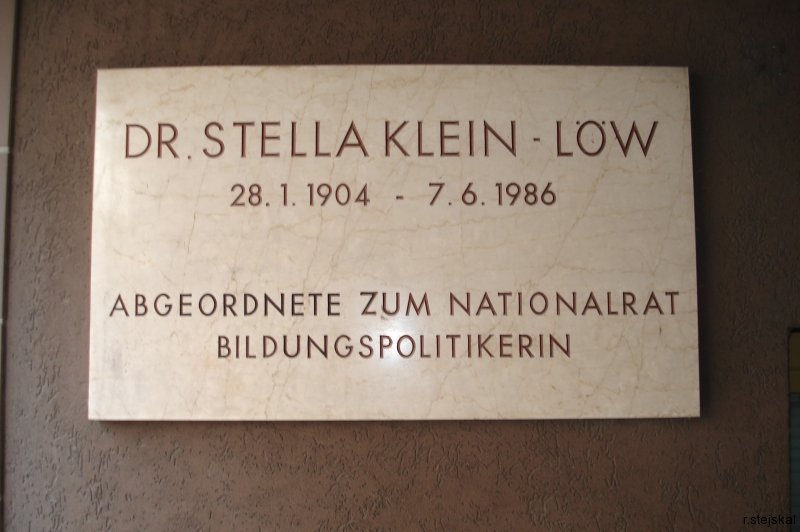 DR. STELLA KLEIN - LÖW
28. 1. 1904 - 7. 6. 1986
ABGEORDNETE ZUM NATIONALRAT
BILDUNGSPOLITIKERIN
r.stejskal